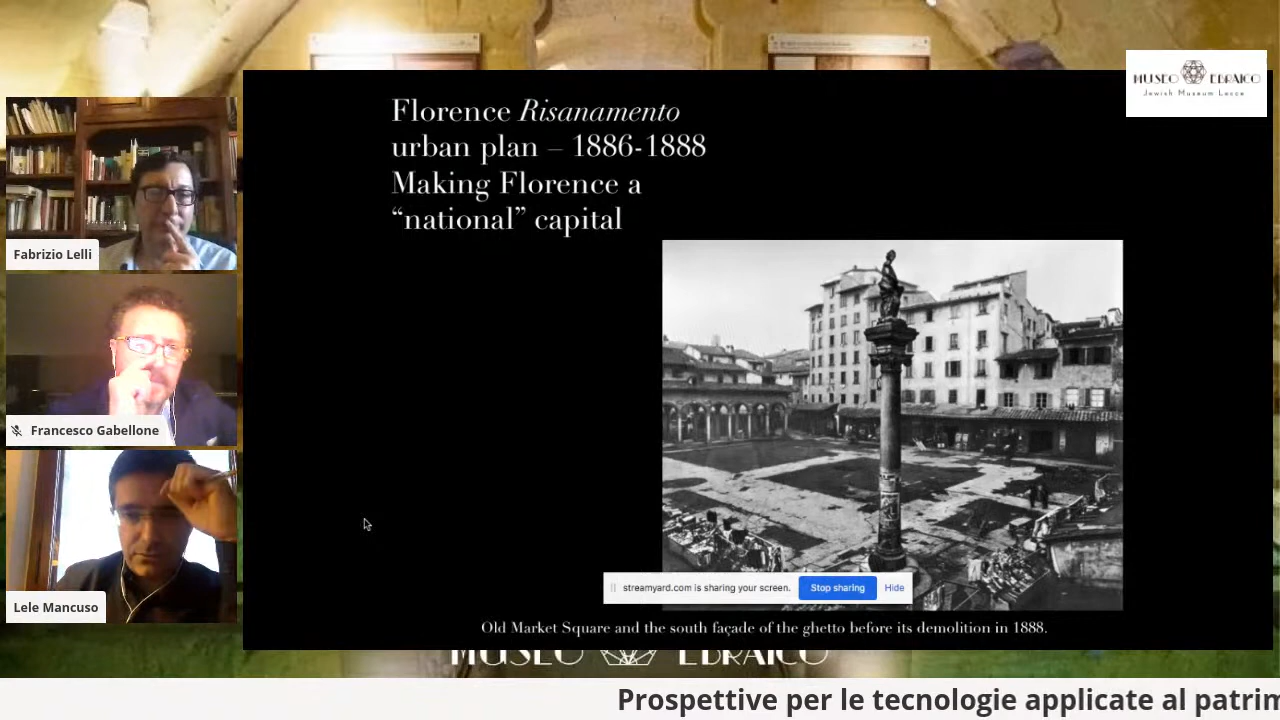 MUSEO EBRAICO
Jewish Museum Lecce
Florence Risanamento
urban plan – 1886-1888
Making Florence a
“national” capital
Fabrizio Lelli
Francesco Gabellone
Lele Mancuso
streamyard.com is sharing your screen.
Stop sharing
Hide
Old Market Square and the south façade of the ghetto before its demolition in 1888.
MUSEO EBRAICO
Prospettive per le tecnologie applicate al patrim